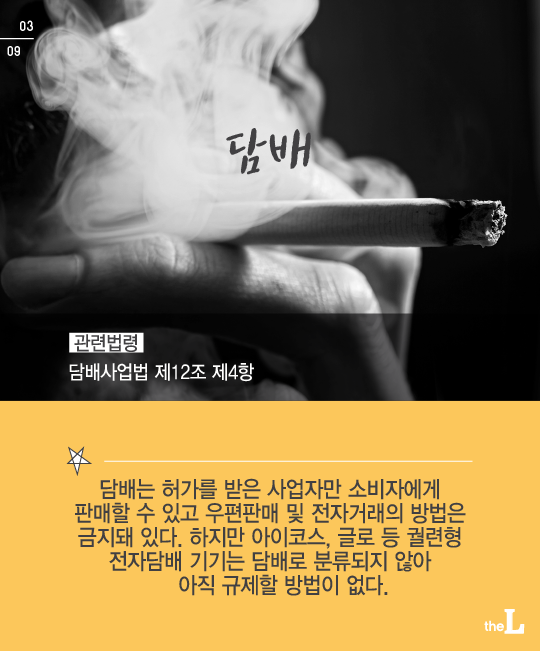 03
09
담배
관련법령
담배사업법 제12조 제4항
담배는 허가를 받은 사업자만 소비자에게
판매할 수 있고 우편판매 및 전자거래의 방법은
금지돼 있다. 하지만 아이코스, 글로 등 궐련형
전자담배 기기는 담배로 분류되지 않아
아직 규제할 방법이 없다.
the L